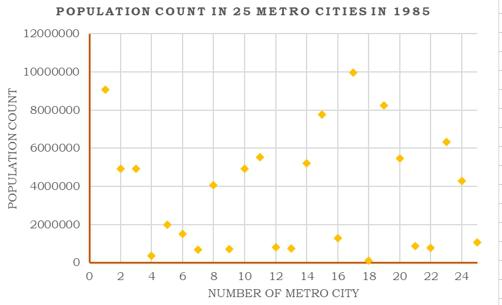 POPULATION COUNT IN 25 METRO CITIES IN 1985
12000000
10000000
8000000
6000000
4000000
2000000
0
POPULATION COUNT
0 2 4 6 8 10 12 14 16 18 20 22 24
NUMBER OF METRO CITY